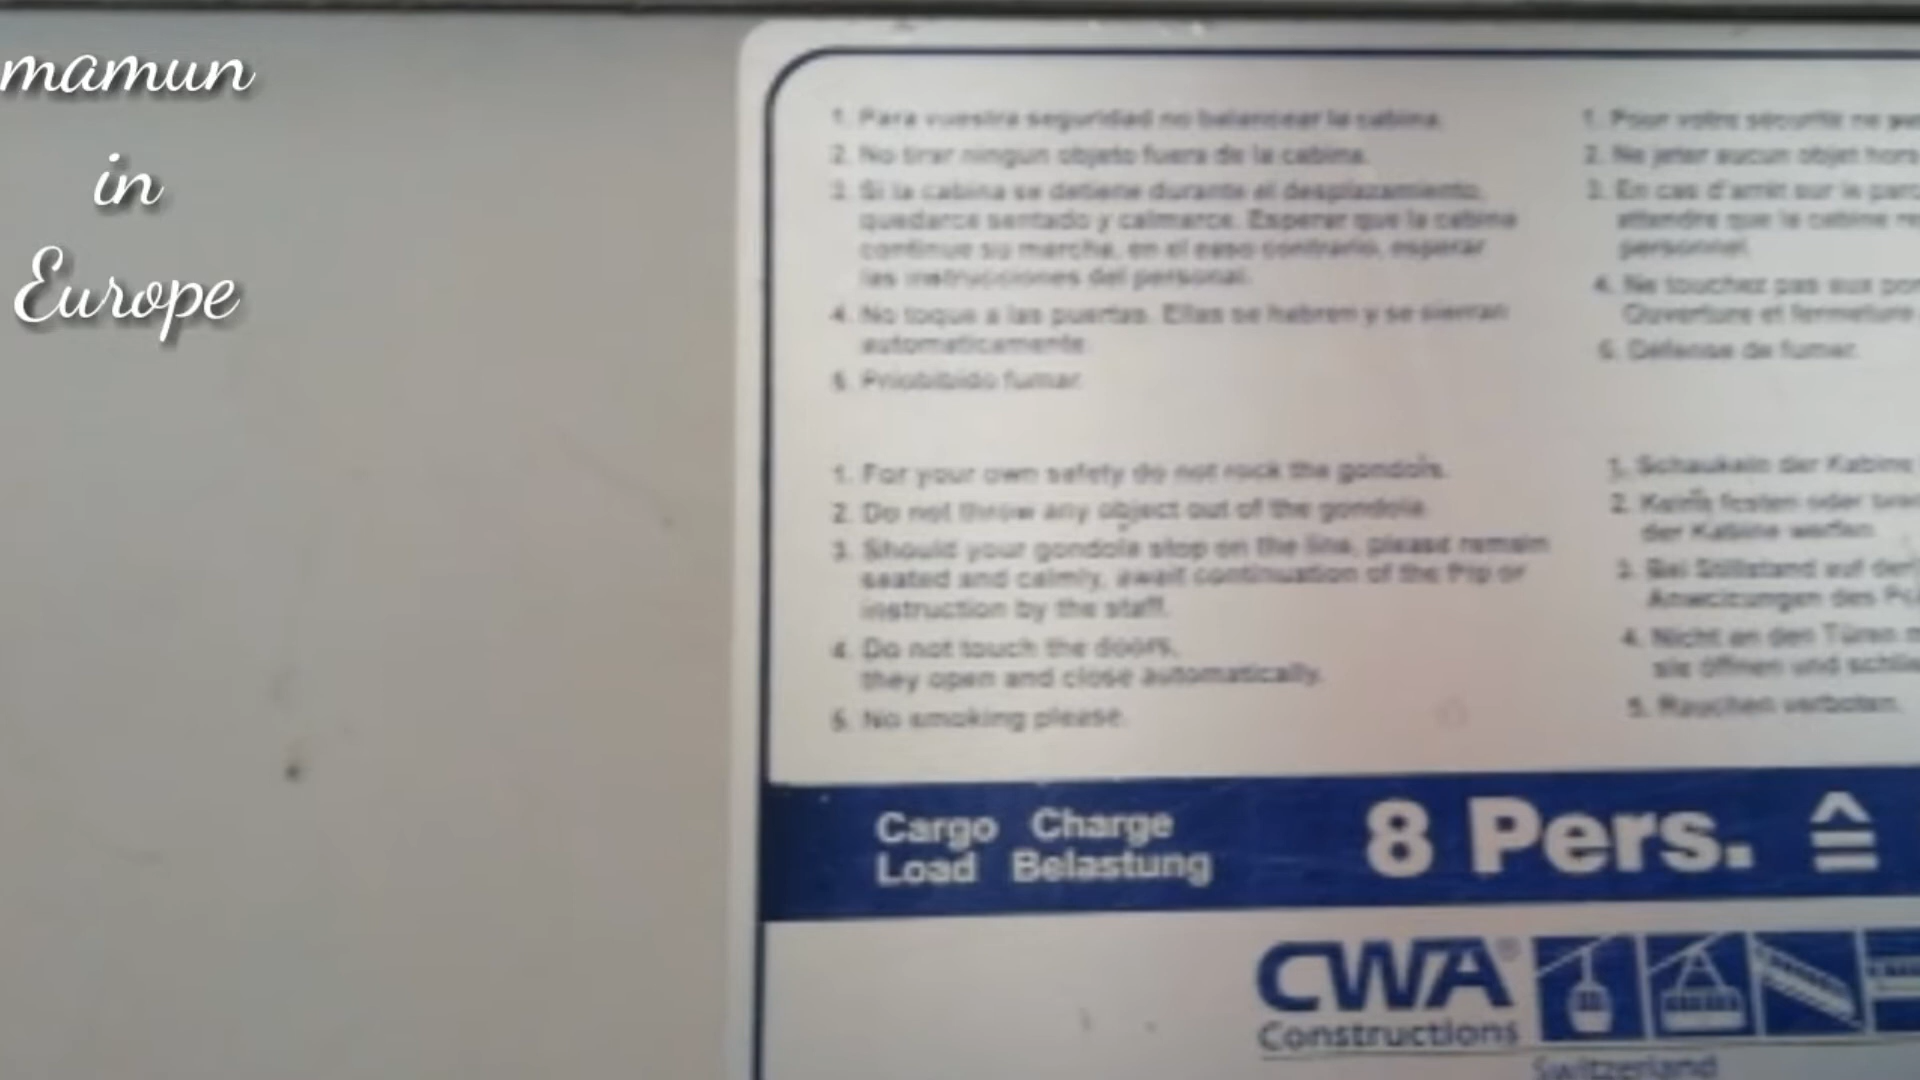 mamun
in
Europe
1. Para vuestra seguridad no balancear la cabina.
2. No tirar ningun objeto fuera de la cabina.
3. Si la cabina se detiene durante el desplazamiento,
quedarce sentado y calmarce. Esperar que la cabina
continue su marcha, en el caso contrario, esperar
las instrucciones del personal.
4. No toque a las puertas. Ellas se habren y se sierran
automaticamente.
5. fumar.
1. Pour votre sécurité ne
2. Ne jeter aucun objet hors
3. En cas d'arrêt sur le
attendre que la cabine
personnel.
4. Ne touchez pas aux
Ouverture et fermeture
5. Défense de fumer.
1. For your own safety do not rock the gondola.
2. Do not throw any object out of the gondola.
3. Should your gondola stop on the line, please remain
seated and calmly, await continuation of the trip or
instruction by the staff.
4. Do not touch the doors,
they open and close automatically.
5. No smoking please.
1. Schaukeln der Kabine
2. Keine festen oder
der Kabine werfen.
3. Bei Stillstand auf der
des
4. Nicht an den Türen
sie öffnen und
5. Rauchen verboten.
Cargo Charge
Load Belastung
8 Pers. ≙
CWA®
Constructions
Switzerland